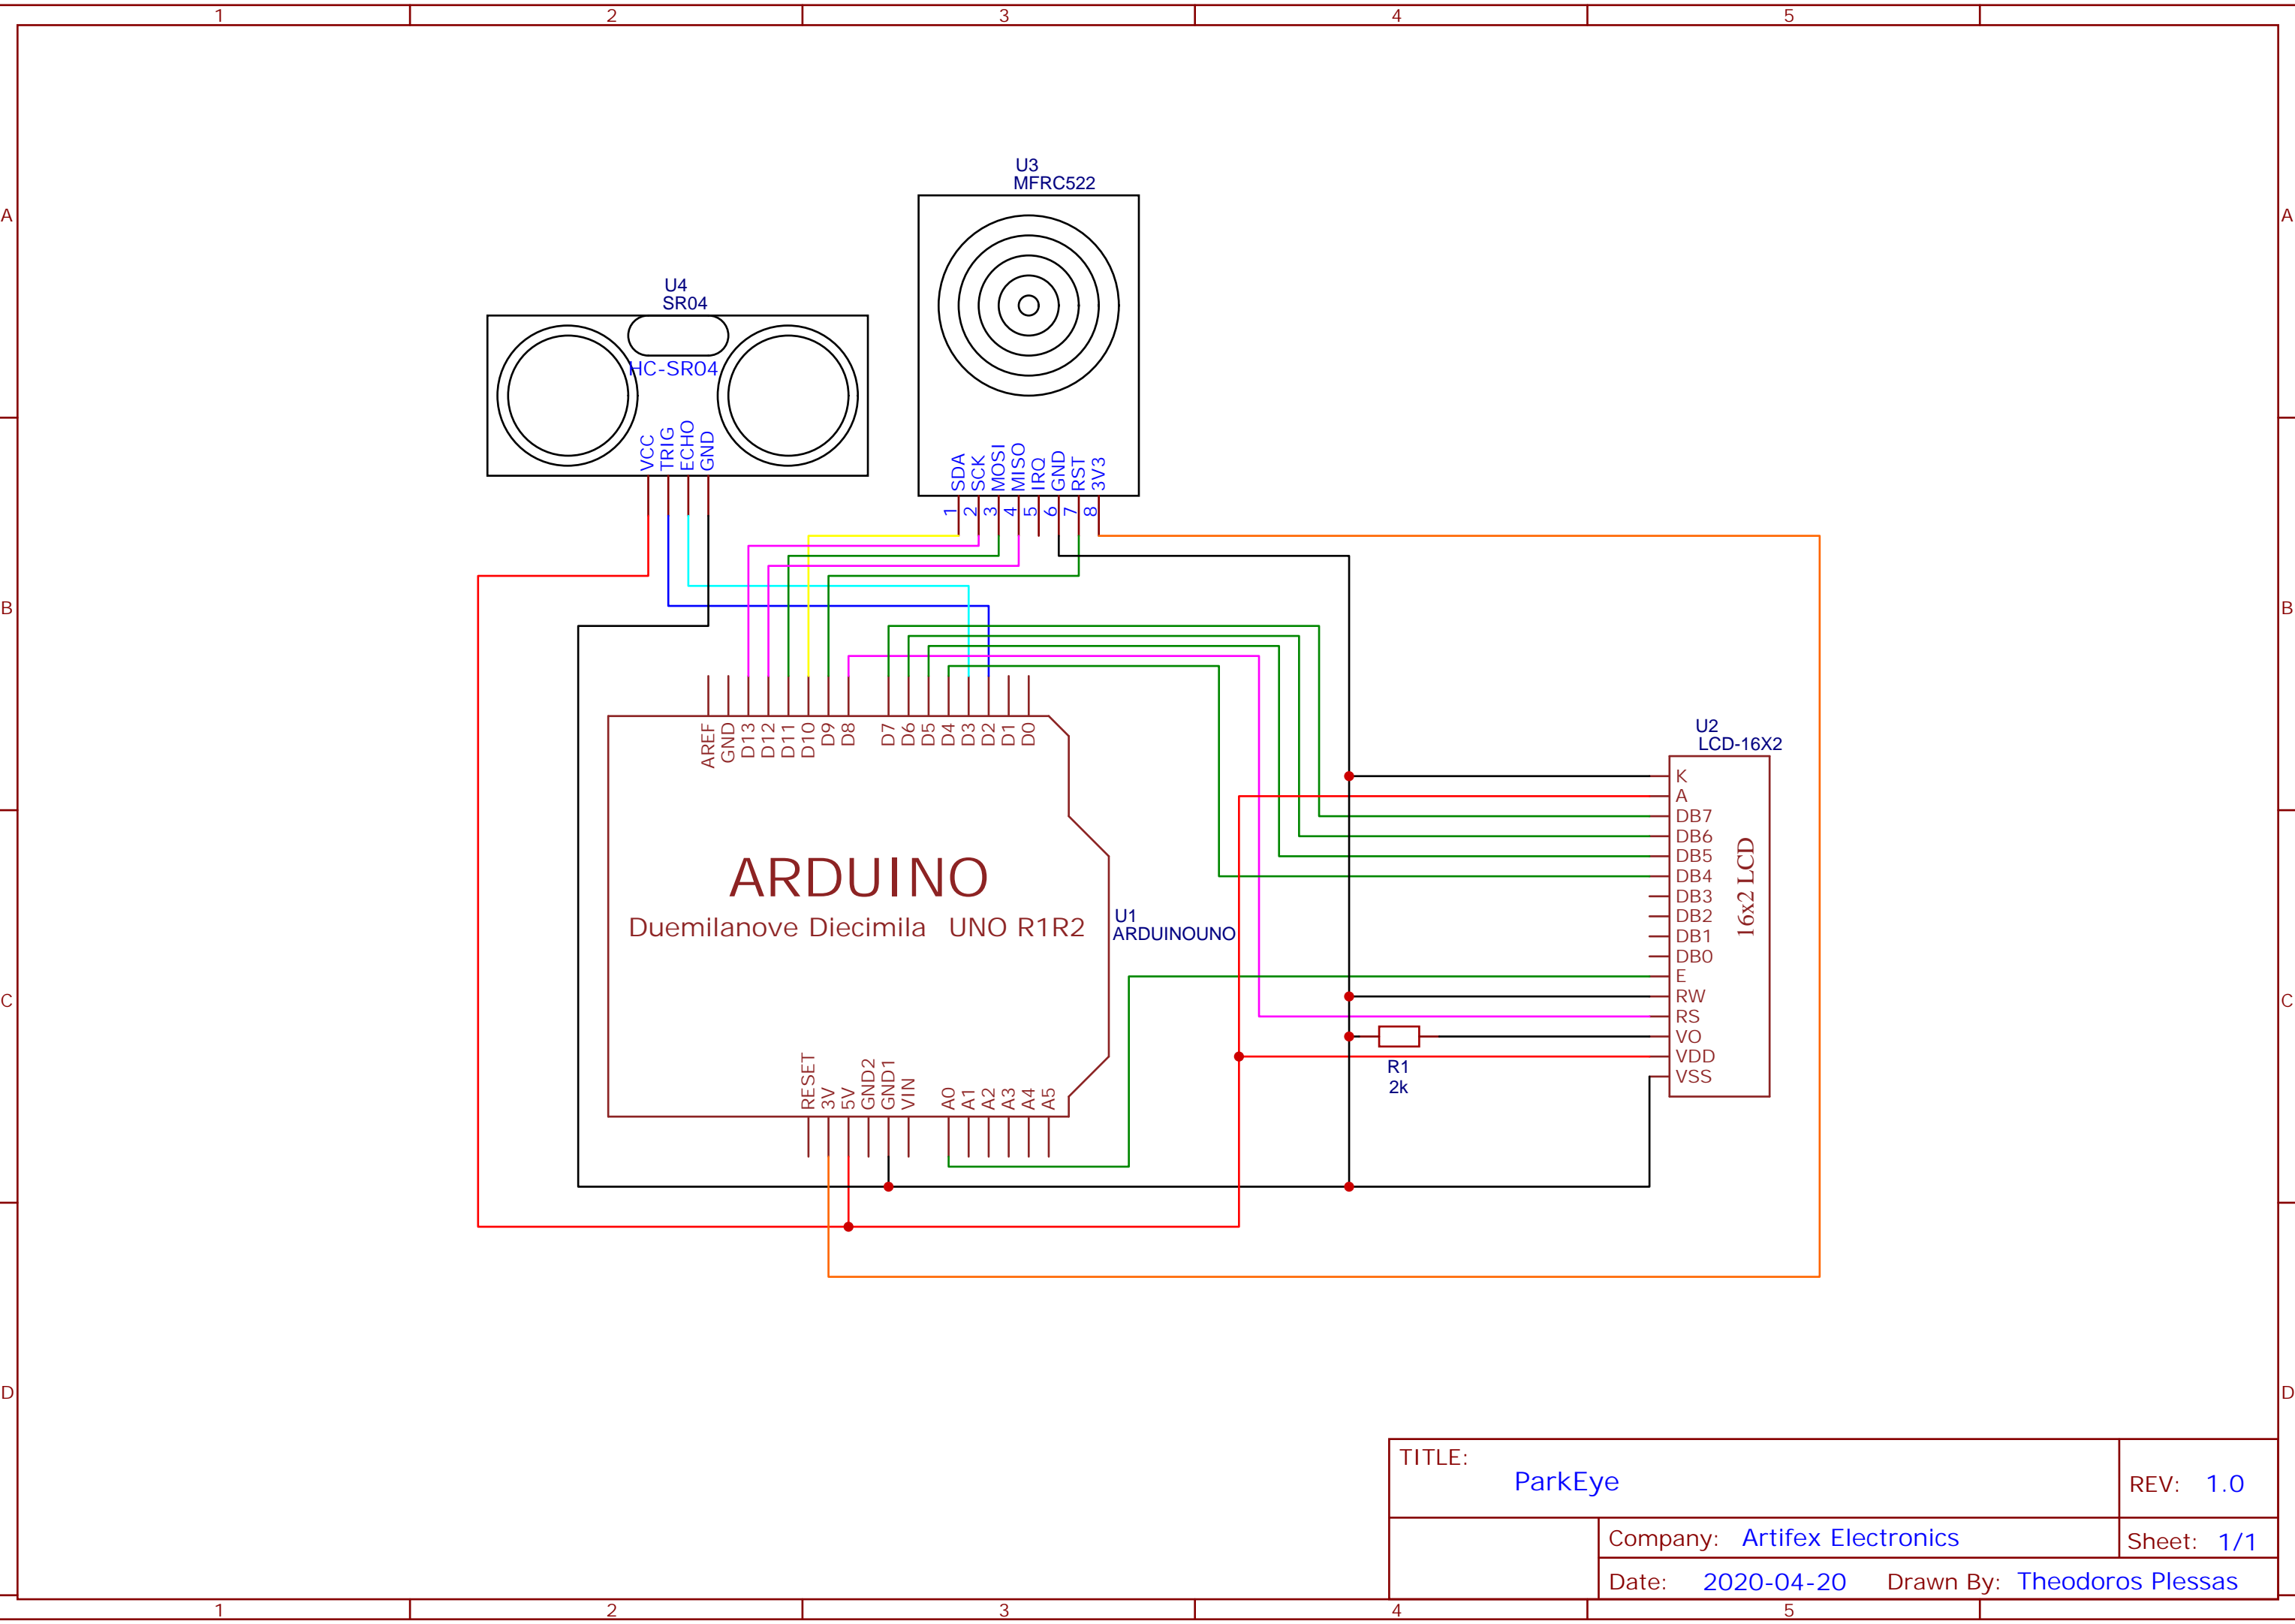 1 2 3 4 5
A A
U3
MFRC522
U4
SR04
HC-SR04
VCC TRIG ECHO GND
SDA SCK MOSI MISO IRQ GND RST 3V3
1 2 3 4 5 6 7 8
B B
AREF GND D13 D12 D11 D10 D9 D8 D7 D6 D5 D4 D3 D2 D1 D0
U2
LCD-16X2
K
A
DB7
DB6
DB5
DB4
DB3
DB2
DB1
DB0
E
RW
RS
VO
VDD
VSS
16x2 LCD
ARDUINO
Duemilanove Diecimila UNO R1R2
U1
ARDUINOUNO
C C
R1
2k
RESET 3V 5V GND2 GND1 VIN A0 A1 A2 A3 A4 A5
D D
TITLE:
ParkEye
REV: 1.0
Company: Artifex Electronics
Sheet: 1/1
Date: 2020-04-20 Drawn By: Theodoros Plessas
1 2 3 4 5